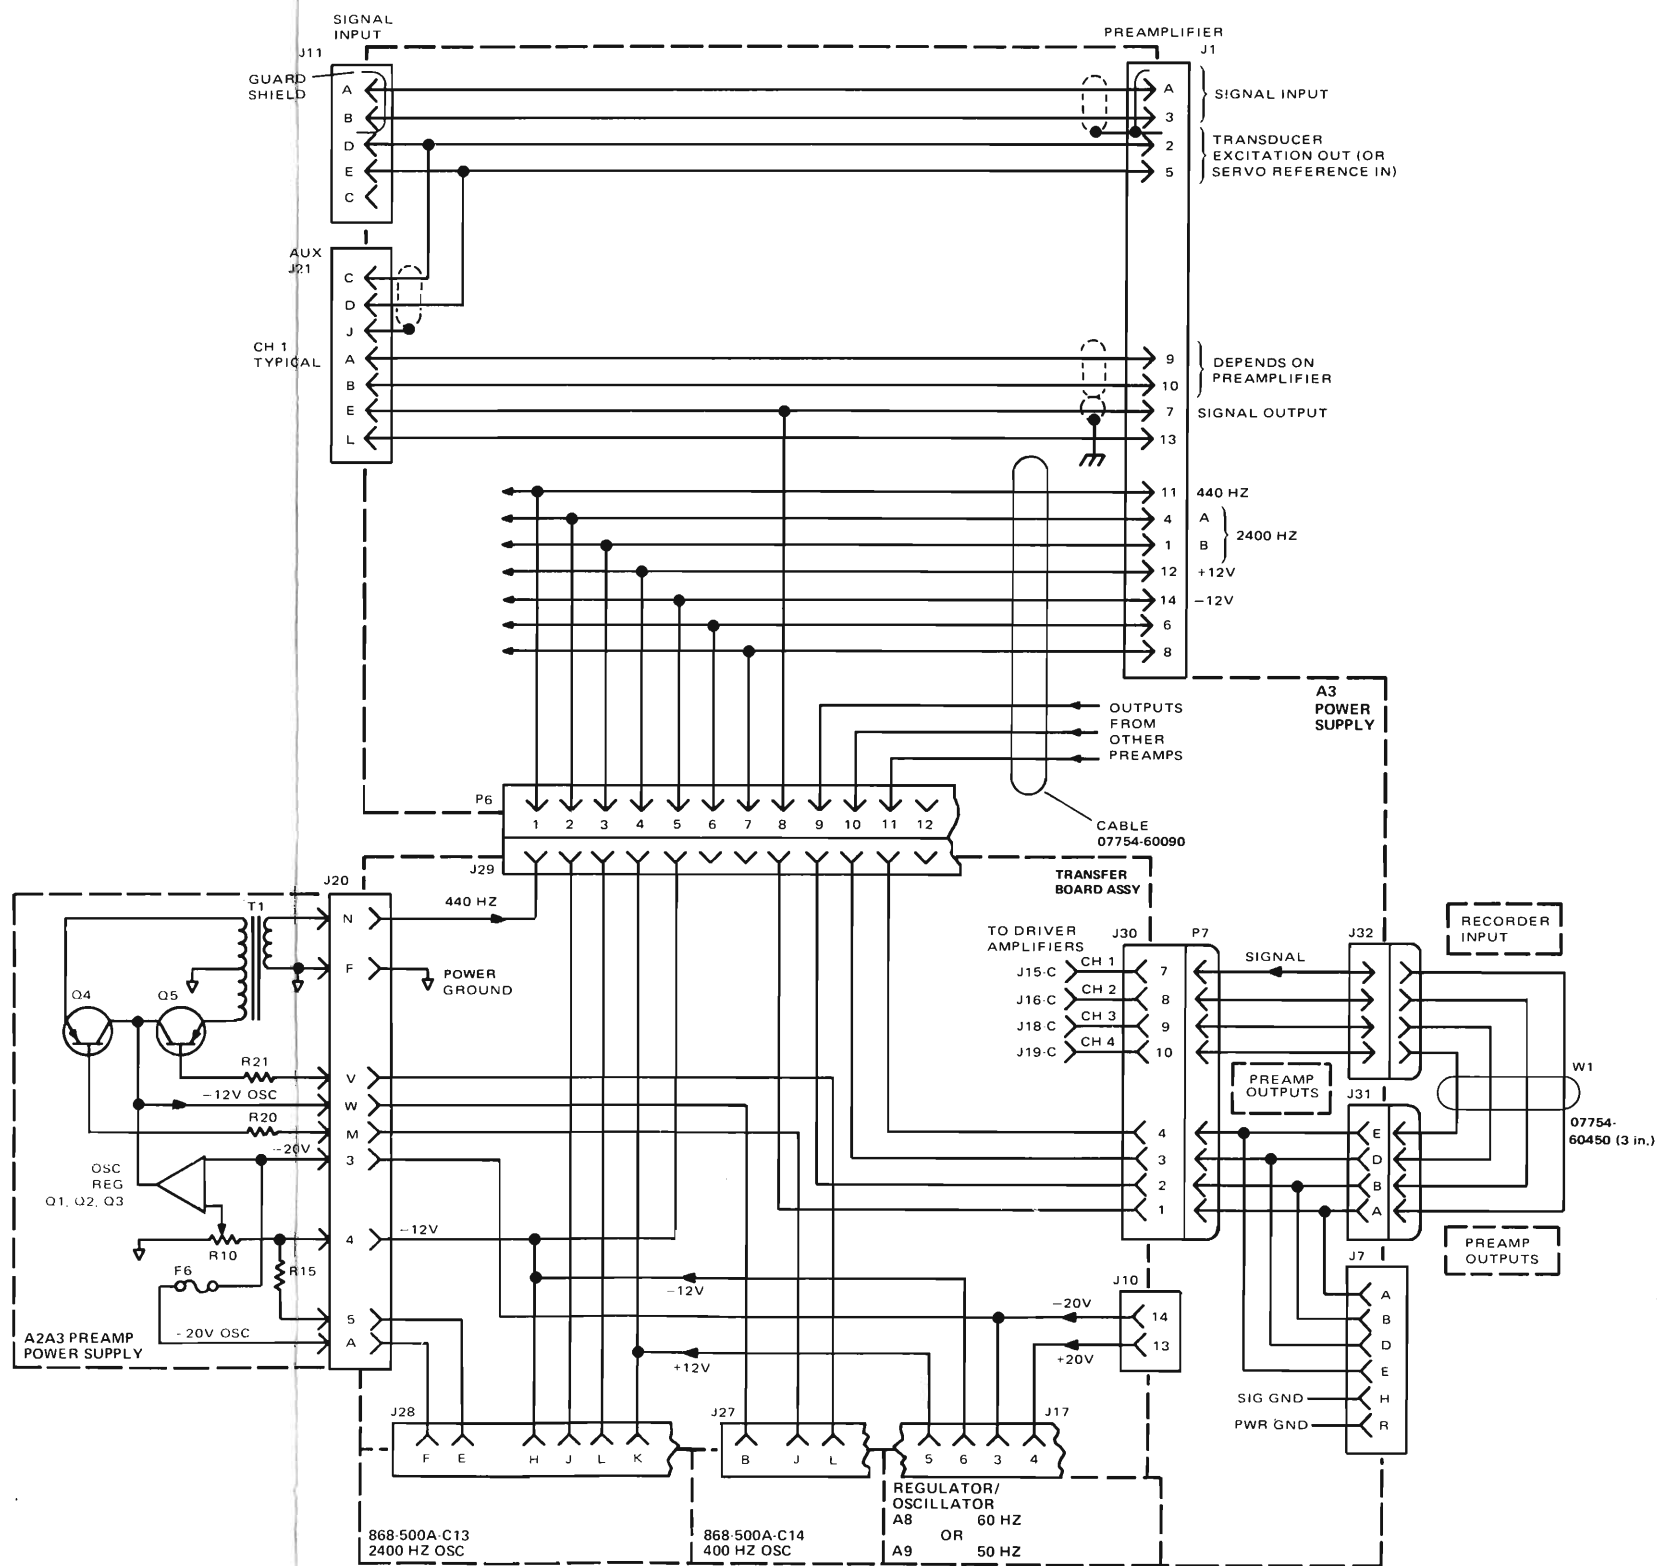 SIGNAL
INPUT
J11
GUARD
SHIELD
A
B
D
E
C
AUX
J21
C
D
J
A
B
E
L
CH 1
TYPICAL
PREAMPLIFIER
J1
A
3
2
5
9
10
7
13
11
4
1
12
14
6
8
SIGNAL INPUT
TRANSDUCER
EXCITATION OUT (OR
SERVO REFERENCE IN)
DEPENDS ON
PREAMPLIFIER
SIGNAL OUTPUT
440 HZ
A
B
2400 HZ
+12V
-12V
A3
POWER
SUPPLY
OUTPUTS
FROM
OTHER
PREAMPS
CABLE
07754-60090
P6
1 2 3 4 5 6 7 8 9 10 11 12
J29
TRANSFER
BOARD ASSY
J20
T1
N
F
V
W
M
3
4
5
A
440 HZ
POWER
GROUND
Q4
Q5
R21
-12V OSC
R20
-20V
OSC
REG
Q1, Q2, Q3
R10
-12V
R15
F6
-20V OSC
A2A3 PREAMP
POWER SUPPLY
TO DRIVER
AMPLIFIERS
J15-C CH 1
J16-C CH 2
J18-C CH 3
J19-C CH 4
J30
P7
7
8
9
10
4
3
2
1
SIGNAL
J32
RECORDER
INPUT
PREAMP
OUTPUTS
J31
E
D
B
A
W1
07754-
60450 (3 in.)
PREAMP
OUTPUTS
J7
A
B
D
E
H
R
SIG GND
PWR GND
J10
14
13
-20V
+20V
-12V
+12V
J28
F E H J L K
J27
B J L
J17
5 6 3 4
868-500A-C13
2400 HZ OSC
868-500A-C14
400 HZ OSC
REGULATOR/
OSCILLATOR
A8 60 HZ
OR
A9 50 HZ